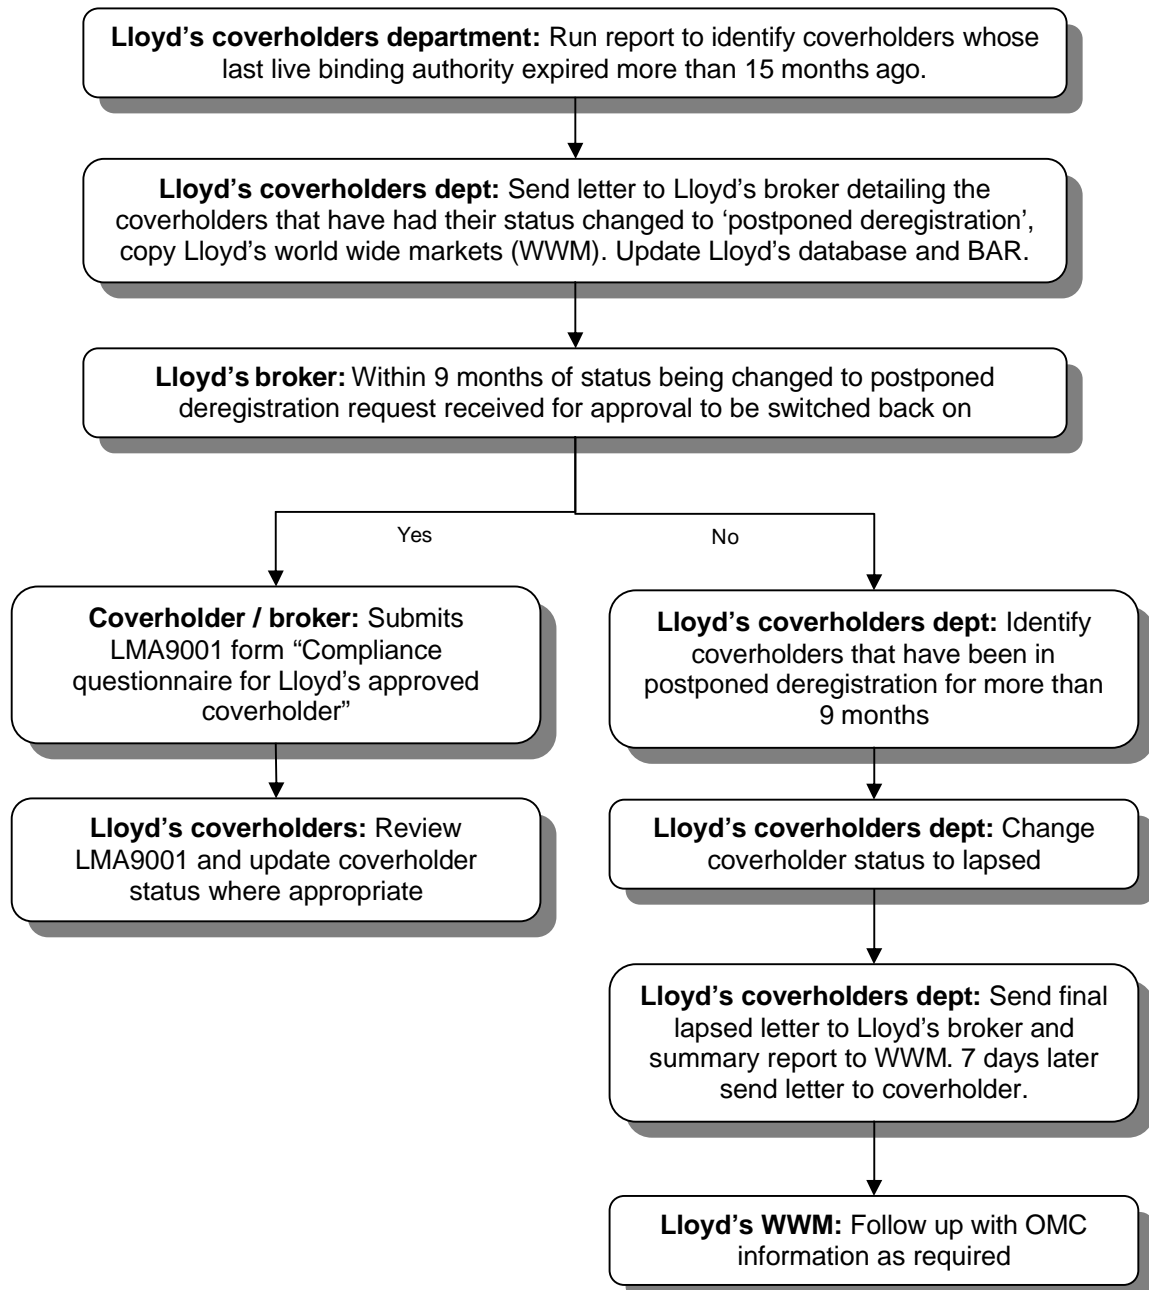 Lloyd's coverholders department: Run report to identify coverholders whose
last live binding authority expired more than 15 months ago.
Lloyd's coverholders dept: Send letter to Lloyd's broker detailing the
coverholders that have had their status changed to ‘postponed deregistration’,
copy Lloyd's world wide markets (WWM). Update Lloyd's database and BAR.
Lloyd's broker: Within 9 months of status being changed to postponed
deregistration request received for approval to be switched back on
Yes
No
Coverholder / broker: Submits
LMA9001 form “Compliance
questionnaire for Lloyd's approved
coverholder”
Lloyd's coverholders: Review
LMA9001 and update coverholder
status where appropriate
Lloyd's coverholders dept: Identify
coverholders that have been in
postponed deregistration for more than
9 months
Lloyd's coverholders dept: Change
coverholder status to lapsed
Lloyd's coverholders dept: Send final
lapsed letter to Lloyd's broker and
summary report to WWM. 7 days later
send letter to coverholder.
Lloyd's WWM: Follow up with OMC
information as required